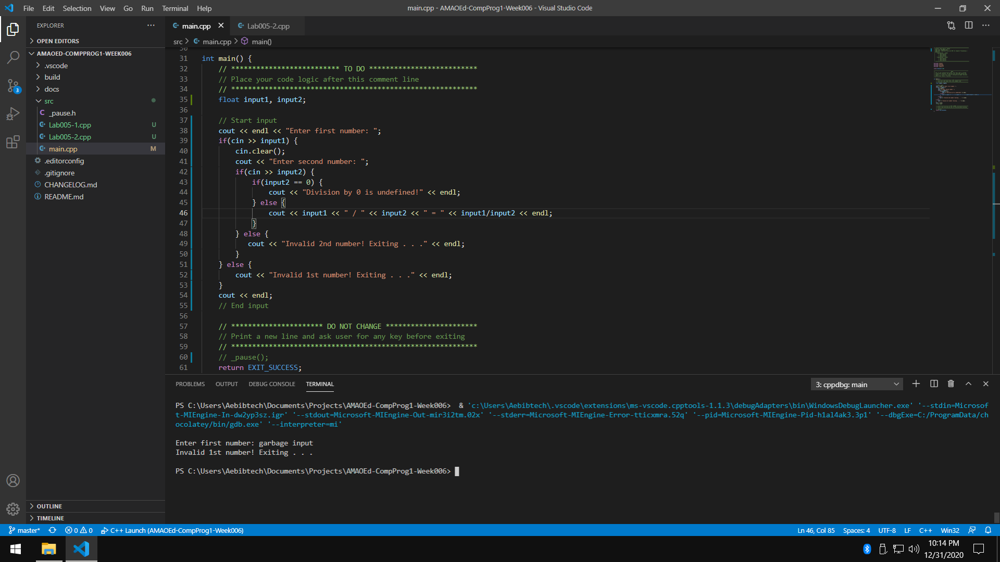 File Edit Selection View Go Run Terminal Help
main.cpp - AMAOEd-CompProg1-Week006 - Visual Studio Code
EXPLORER
OPEN EDITORS
AMAOED-COMPPROG1-WEEK006
.vscode
build
docs
src
_pause.h
Lab005-1.cpp U
Lab005-2.cpp U
main.cpp M
.editorconfig
.gitignore
CHANGELOG.md
README.md
OUTLINE
TIMELINE
3
main.cpp Lab005-2.cpp
src > main.cpp > main()
30
31 int main() {
32 // ************************** TO DO **************************
33 // Place your code logic after this comment line
34 // ***********************************************************
35 float input1, input2;
36
37 // Start input
38 cout << endl << "Enter first number: ";
39 if(cin >> input1) {
40 cin.clear();
41 cout << "Enter second number: ";
42 if(cin >> input2) {
43 if(input2 == 0) {
44 cout << "Division by 0 is undefined!" << endl;
45 } else {
46 cout << input1 << " / " << input2 << " = " << input1/input2 << endl;
47 }
48 } else {
49 cout << "Invalid 2nd number! Exiting . . ." << endl;
50 }
51 } else {
52 cout << "Invalid 1st number! Exiting . . ." << endl;
53 }
54 cout << endl;
55 // End input
56
57 // ********************** DO NOT CHANGE **********************
58 // Print a new line and ask user for any key before exiting
59 // ***********************************************************
60 // _pause();
61 return EXIT_SUCCESS;
PROBLEMS OUTPUT DEBUG CONSOLE TERMINAL
3: cppdbg: main
PS C:\Users\Aebibtech\Documents\Projects\AMAOEd-CompProg1-Week006> & 'c:\Users\Aebibtech\.vscode\extensions\ms-vscode.cpptools-1.1.3\debugAdapters\bin\WindowsDebugLauncher.exe' '--stdin=Microsof
t-MIEngine-In-dw2yp3sz.igr' '--stdout=Microsoft-MIEngine-Out-mir3i2tm.02x' '--stderr=Microsoft-MIEngine-Error-tticxmra.52q' '--pid=Microsoft-MIEngine-Pid-h1al4ak3.3p1' '--dbgExe=C:/ProgramData/ch
ocolatey/bin/gdb.exe' '--interpreter=mi'
Enter first number: garbage input
Invalid 1st number! Exiting . . .
PS C:\Users\Aebibtech\Documents\Projects\AMAOEd-CompProg1-Week006>
master* 0 0 C++ Launch (AMAOEd-CompProg1-Week006)
Ln 46, Col 85 Spaces: 4 UTF-8 LF C++ Win32
10:14 PM
12/31/2020